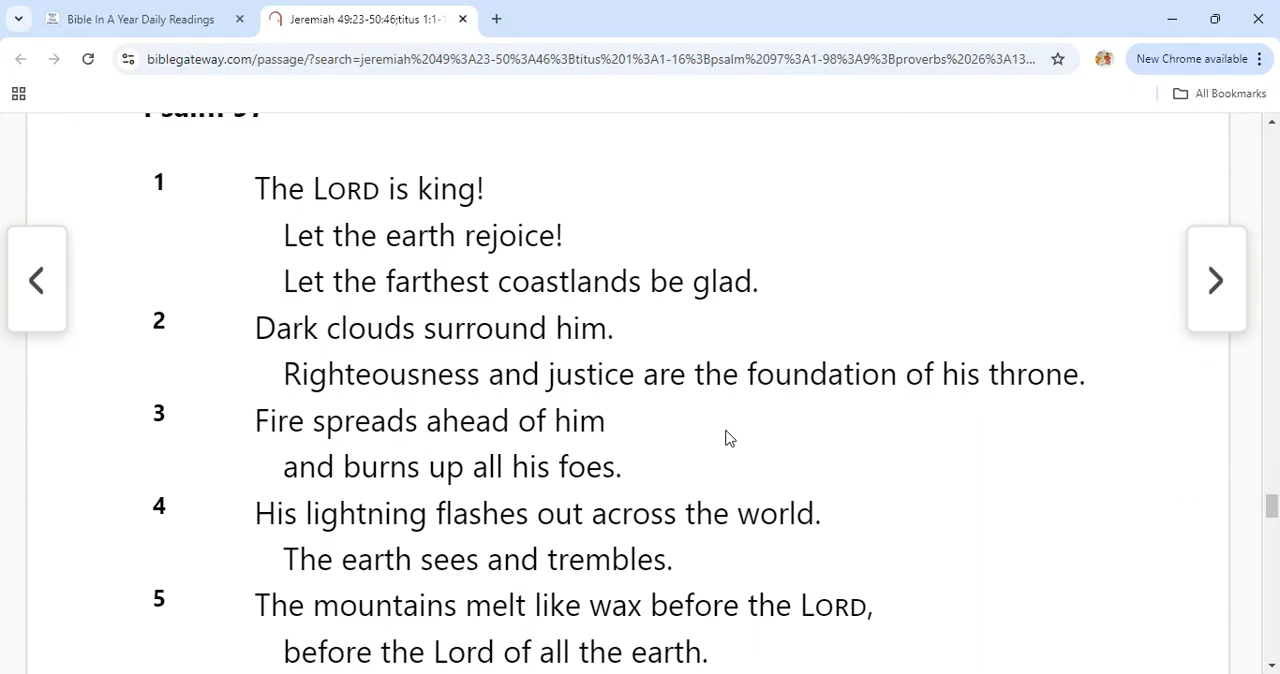 Bible In A Year Daily Readings
Jeremiah 49:23-50:46;titus 1:1-1
biblegateway.com/passage/?search=jeremiah%2049%3A23-50%3A46%3Btitus%201%3A1-16%3Bpsalm%2097%3A1-98%3A9%3Bproverbs%2026%3A13...
New Chrome available
All Bookmarks
Psalm 97
1 The LORD is king!
Let the earth rejoice!
Let the farthest coastlands be glad.
2 Dark clouds surround him.
Righteousness and justice are the foundation of his throne.
3 Fire spreads ahead of him
and burns up all his foes.
4 His lightning flashes out across the world.
The earth sees and trembles.
5 The mountains melt like wax before the LORD,
before the Lord of all the earth.